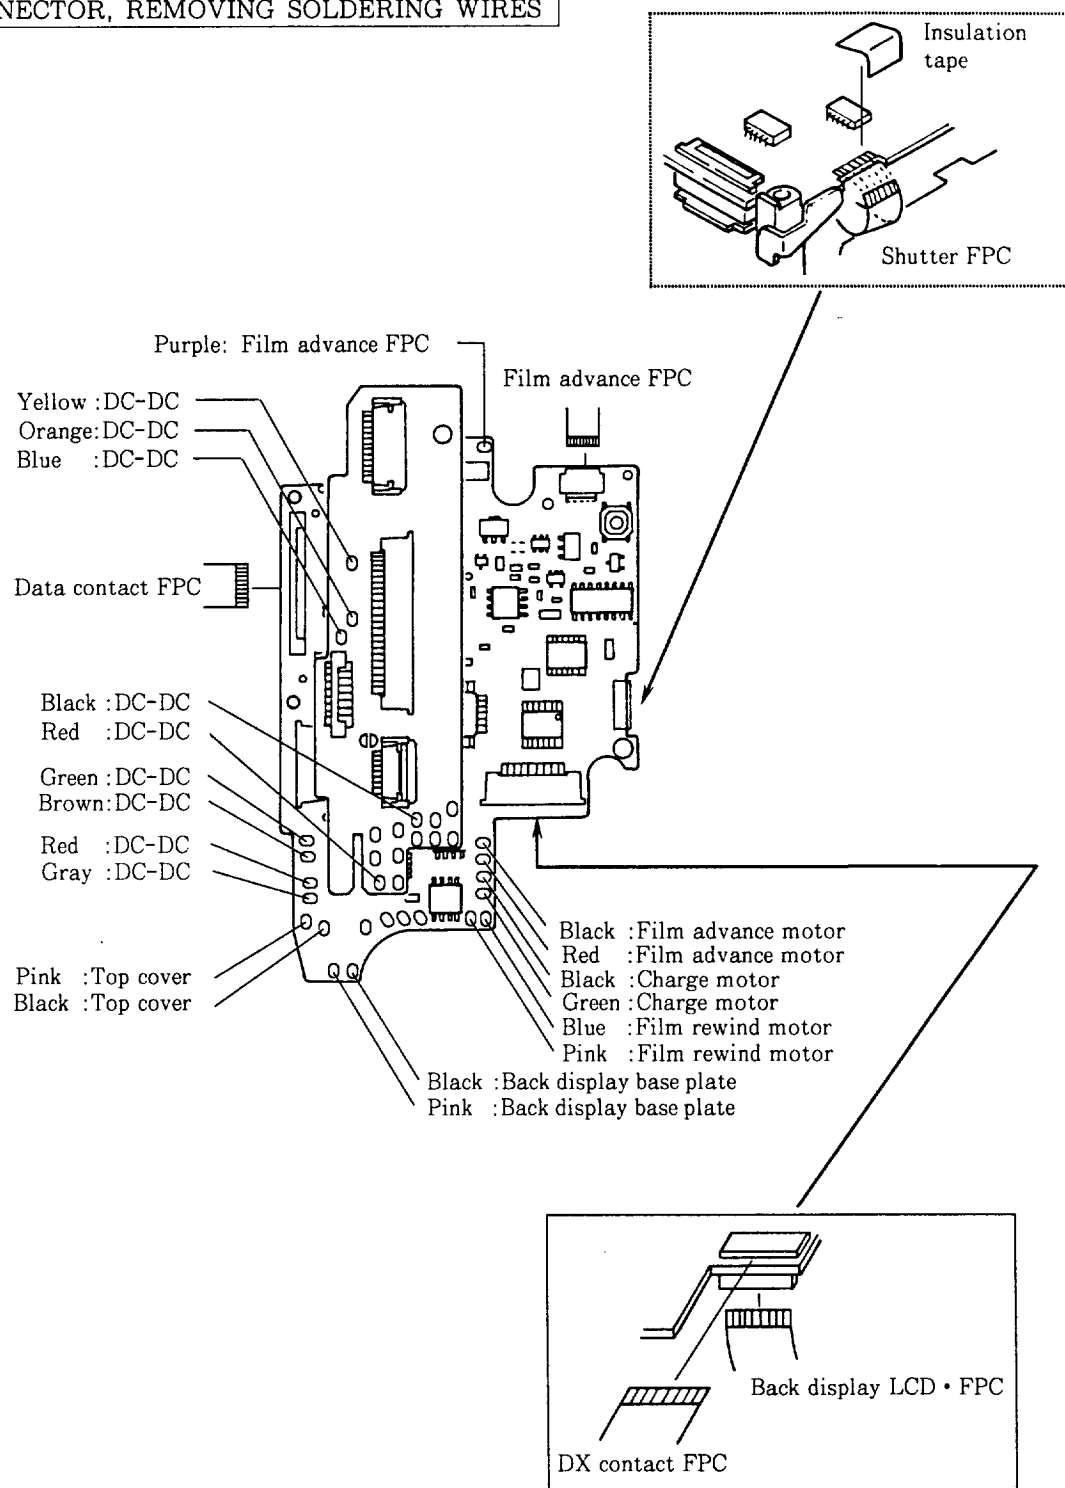 NECTOR, REMOVING SOLDERING WIRES
Insulation
tape
Shutter FPC
Purple: Film advance FPC
Film advance FPC
Yellow :DC-DC
Orange:DC-DC
Blue :DC-DC
Data contact FPC
Black :DC-DC
Red :DC-DC
Green :DC-DC
Brown:DC-DC
Red :DC-DC
Gray :DC-DC
Pink :Top cover
Black :Top cover
Black :Film advance motor
Red :Film advance motor
Black :Charge motor
Green :Charge motor
Blue :Film rewind motor
Pink :Film rewind motor
Black :Back display base plate
Pink :Back display base plate
Back display LCD・FPC
DX contact FPC